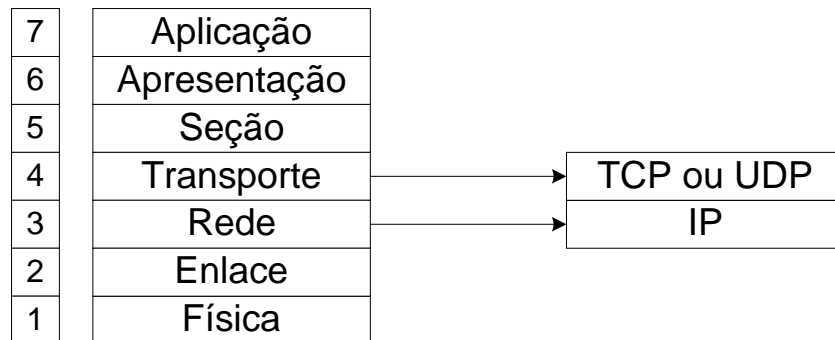 7 Aplicação
6 Apresentação
5 Seção
4 Transporte TCP ou UDP
3 Rede IP
2 Enlace
1 Física